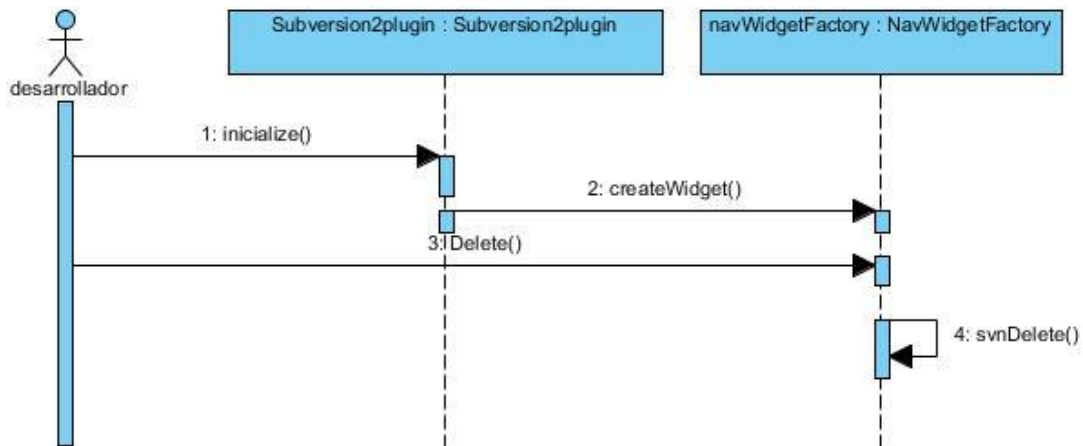 Subversion2plugin : Subversion2plugin
navWidgetFactory : NavWidgetFactory
desarrollador
1: inicialize()
2: createWidget()
3: Delete()
4: svnDelete()